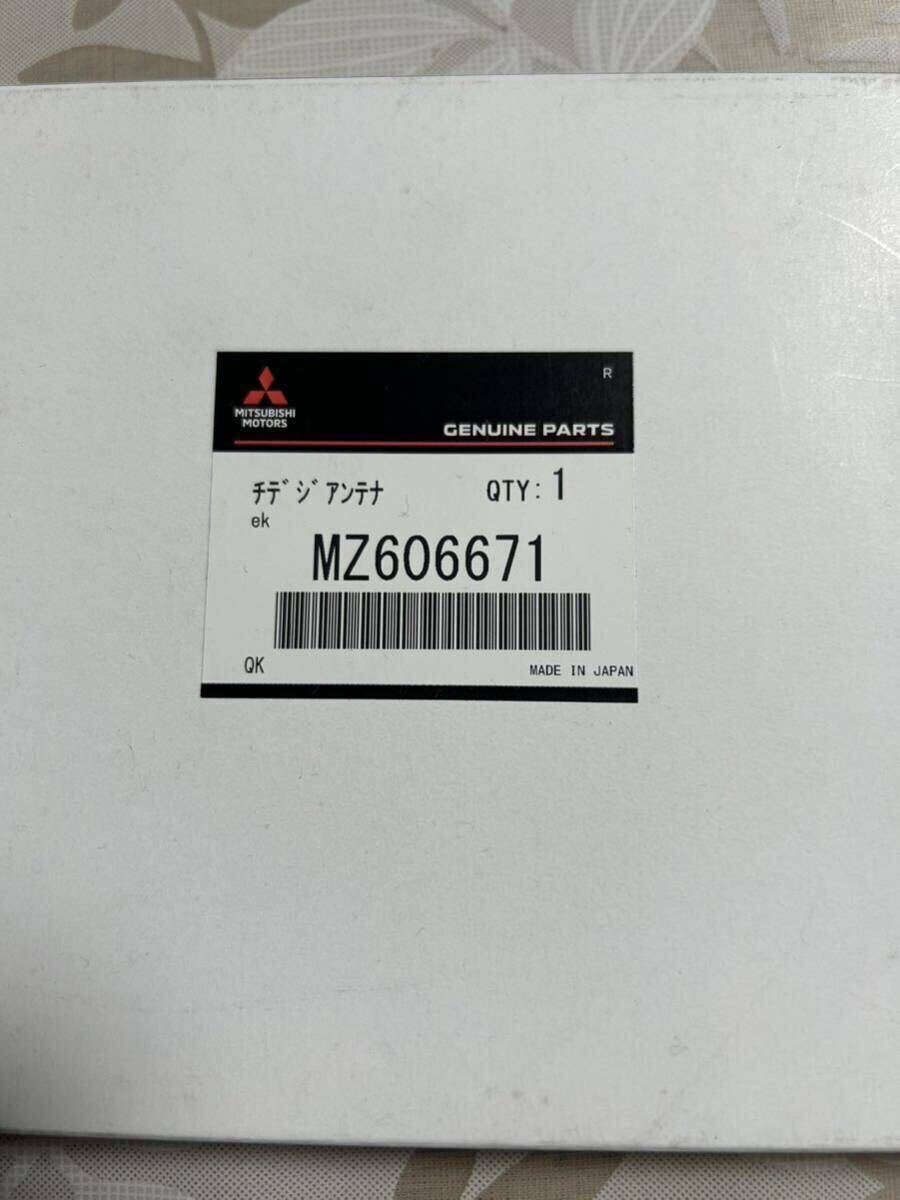 R
MITSUBISHI
MOTORS
GENUINE PARTS
ﾁﾃﾞｼﾞｱﾝﾃﾅ QTY: 1
ek
MZ606671
QK MADE IN JAPAN